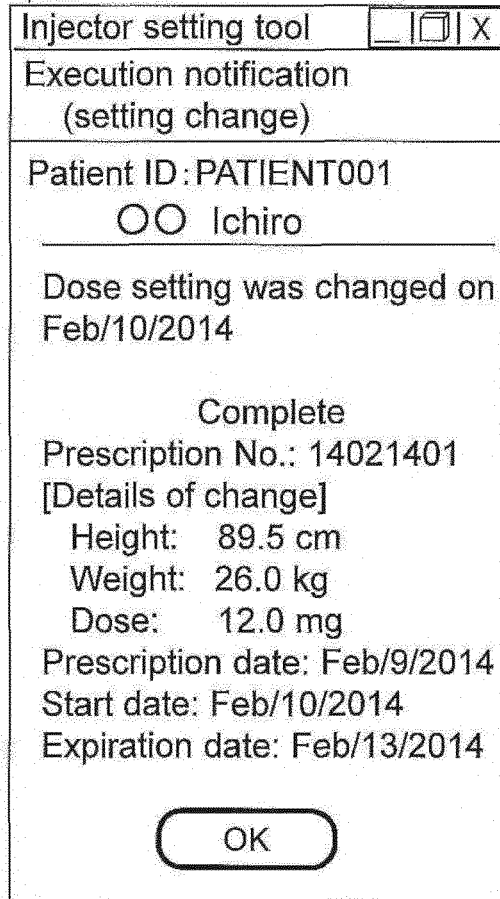 Injector setting tool _ | | X
Execution notification
(setting change)
Patient ID:PATIENT001
○○ Ichiro
Dose setting was changed on
Feb/10/2014
Complete
Prescription No.: 14021401
[Details of change]
Height: 89.5 cm
Weight: 26.0 kg
Dose: 12.0 mg
Prescription date: Feb/9/2014
Start date: Feb/10/2014
Expiration date: Feb/13/2014
OK